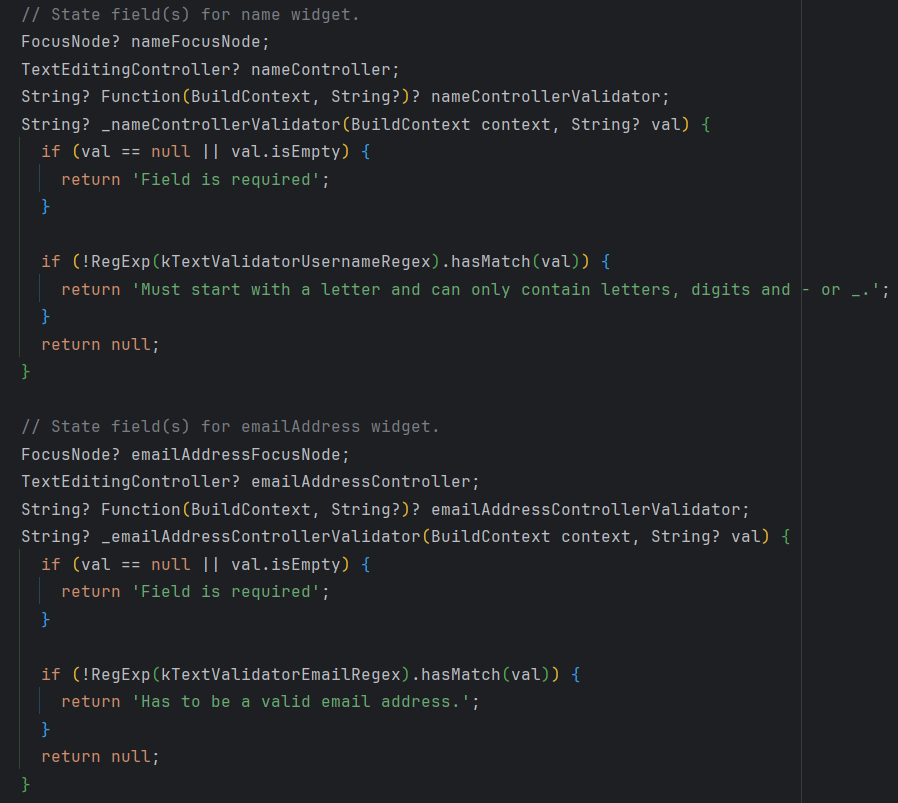 // State field(s) for name widget.
FocusNode? nameFocusNode;
TextEditingController? nameController;
String? Function(BuildContext, String?)? nameControllerValidator;
String? _nameControllerValidator(BuildContext context, String? val) {
  if (val == null || val.isEmpty) {
    return 'Field is required';
  }

  if (!RegExp(kTextValidatorUsernameRegex).hasMatch(val)) {
    return 'Must start with a letter and can only contain letters, digits and - or _.';
  }
  return null;
}

// State field(s) for emailAddress widget.
FocusNode? emailAddressFocusNode;
TextEditingController? emailAddressController;
String? Function(BuildContext, String?)? emailAddressControllerValidator;
String? _emailAddressControllerValidator(BuildContext context, String? val) {
  if (val == null || val.isEmpty) {
    return 'Field is required';
  }

  if (!RegExp(kTextValidatorEmailRegex).hasMatch(val)) {
    return 'Has to be a valid email address.';
  }
  return null;
}